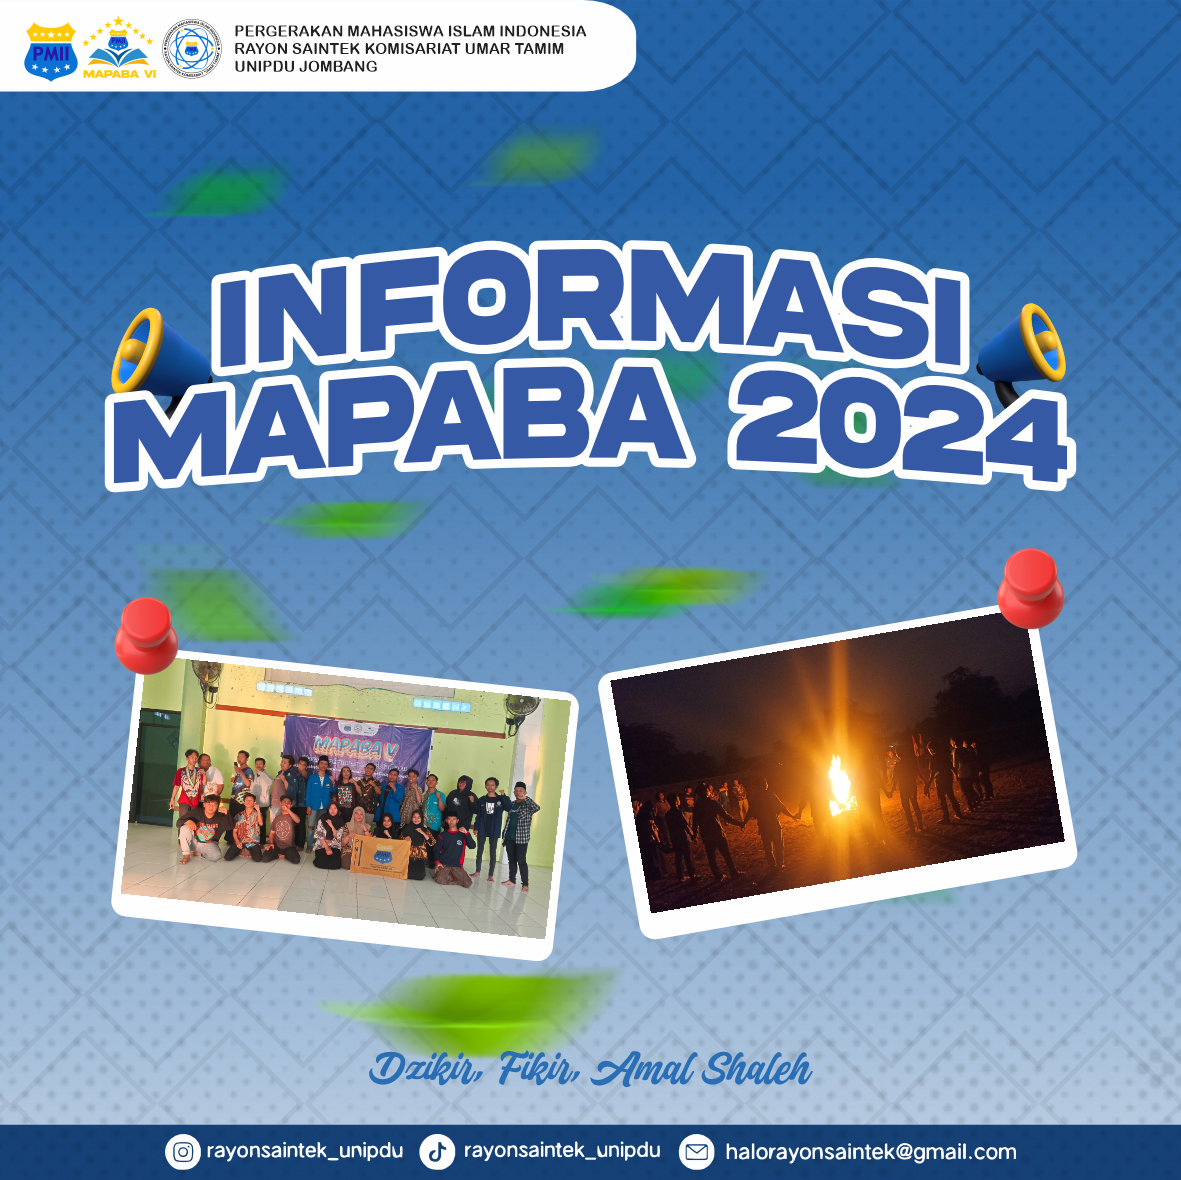 PMII
MAPABA VI
PERGERAKAN MAHASISWA ISLAM INDONESIA
RAYON SAINTEK KOMISARIAT UMAR TAMIM
UNIPDU JOMBANG
INFORMASI
MAPABA 2024
MAPABA V
Dzikir, Fikir, Amal Shaleh
rayonsaintek_unipdu
rayonsaintek_unipdu
halorayonsaintek@gmail.com